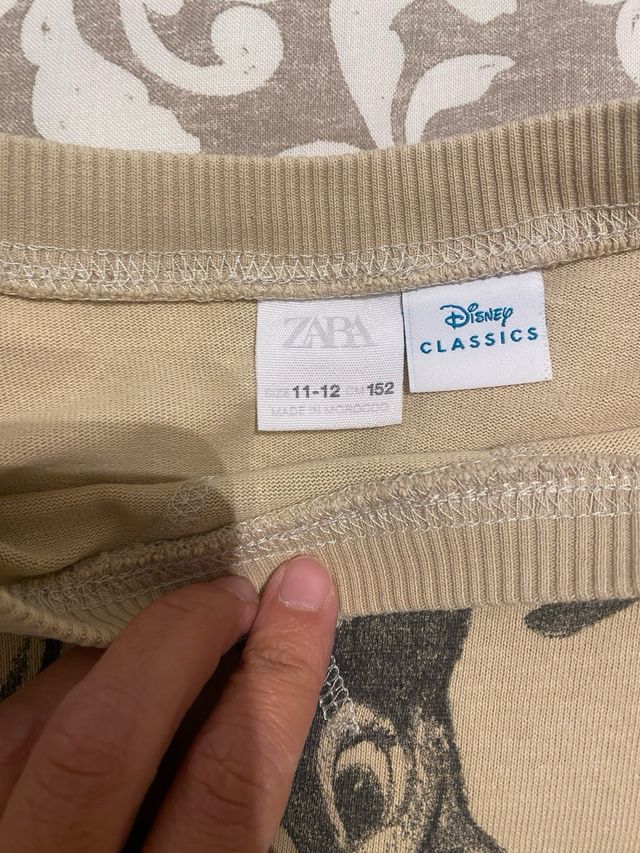 ZARA
SIZE 11-12 CM 152
MADE IN MOROCCO
Disney
CLASSICS